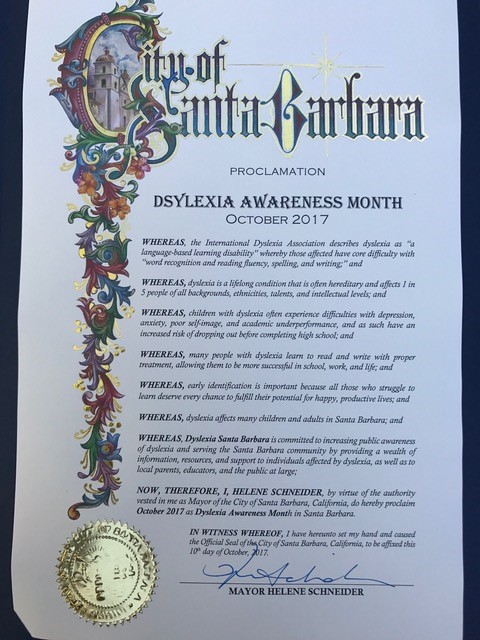 City of
Santa Barbara
PROCLAMATION
DSYLEXIA AWARENESS MONTH
OCTOBER 2017
WHEREAS, the International Dyslexia Association describes dyslexia as "a
language-based learning disability" whereby those affected have core difficulty with
"word recognition and reading fluency, spelling, and writing;" and
WHEREAS, dyslexia is a lifelong condition that is often hereditary and affects 1 in
5 people of all backgrounds, ethnicities, talents, and intellectual levels; and
WHEREAS, children with dyslexia often experience difficulties with depression,
anxiety, poor self-image, and academic underperformance, and as such have an
increased risk of dropping out before completing high school; and
WHEREAS, many people with dyslexia learn to read and write with proper
treatment, allowing them to be more successful in school, work, and life; and
WHEREAS, early identification is important because all those who struggle to
learn deserve every chance to fulfill their potential for happy, productive lives; and
WHEREAS, dyslexia affects many children and adults in Santa Barbara; and
WHEREAS, Dyslexia Santa Barbara is committed to increasing public awareness
of dyslexia and serving the Santa Barbara community by providing a wealth of
information, resources, and support to individuals affected by dyslexia, as well as to
local parents, educators, and the public at large;
NOW, THEREFORE, I, HELENE SCHNEIDER, by virtue of the authority
vested in me as Mayor of the City of Santa Barbara, California, do hereby proclaim
October 2017 as Dyslexia Awareness Month in Santa Barbara.
IN WITNESS WHEREOF, I have hereunto set my hand and caused
the Official Seal of the City of Santa Barbara, California, to be affixed this
10th day of October, 2017.
MAYOR HELENE SCHNEIDER